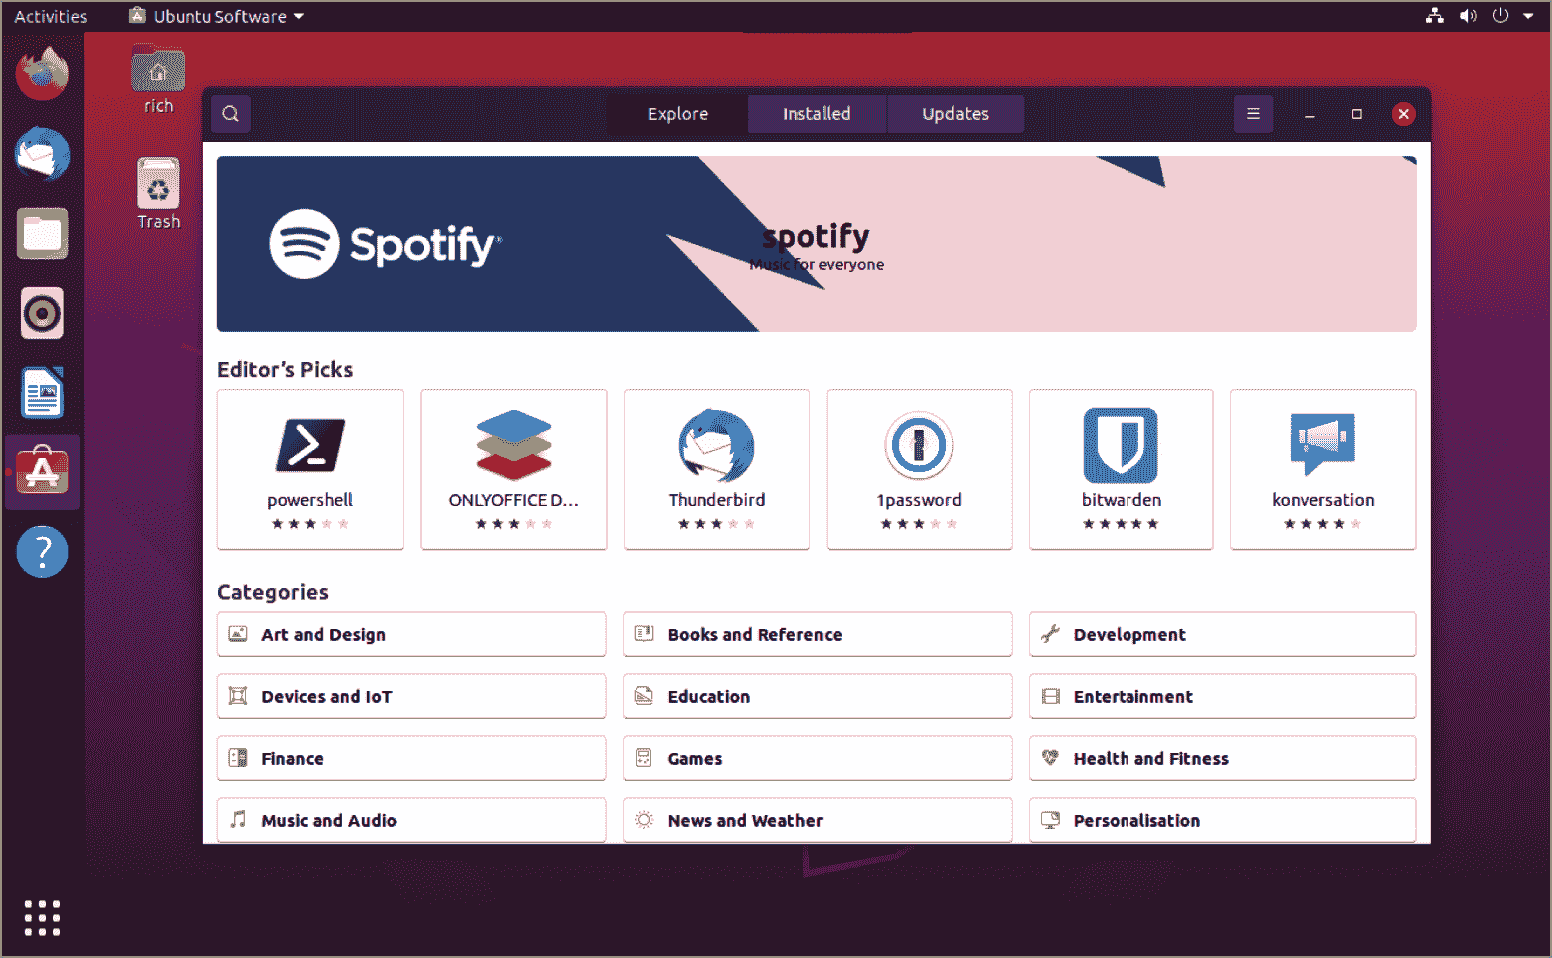 Activities
Ubuntu Software
rich
Trash
Explore
Installed
Updates
Spotify®
spotify
Music for everyone
Editor's Picks
powershell
ONLYOFFICE D...
Thunderbird
1password
bitwarden
konversation
Categories
Art and Design
Books and Reference
Development
Devices and IoT
Education
Entertainment
Finance
Games
Health and Fitness
Music and Audio
News and Weather
Personalisation